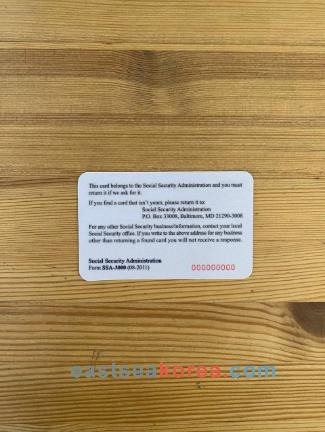 This card belongs to the Social Security Administration and you must
return it if we ask for it.
If you find a card that isn't yours, please return it to:
Social Security Administration
P.O. Box 33008, Baltimore, MD 21290-3008
For any other Social Security business/information, contact your local
Social Security office. If you write to the above address for any business
other than returning a found card you will not receive a response.
Social Security Administration
Form SSA-3000 (08-2011)
000000000
eastseakorea.com